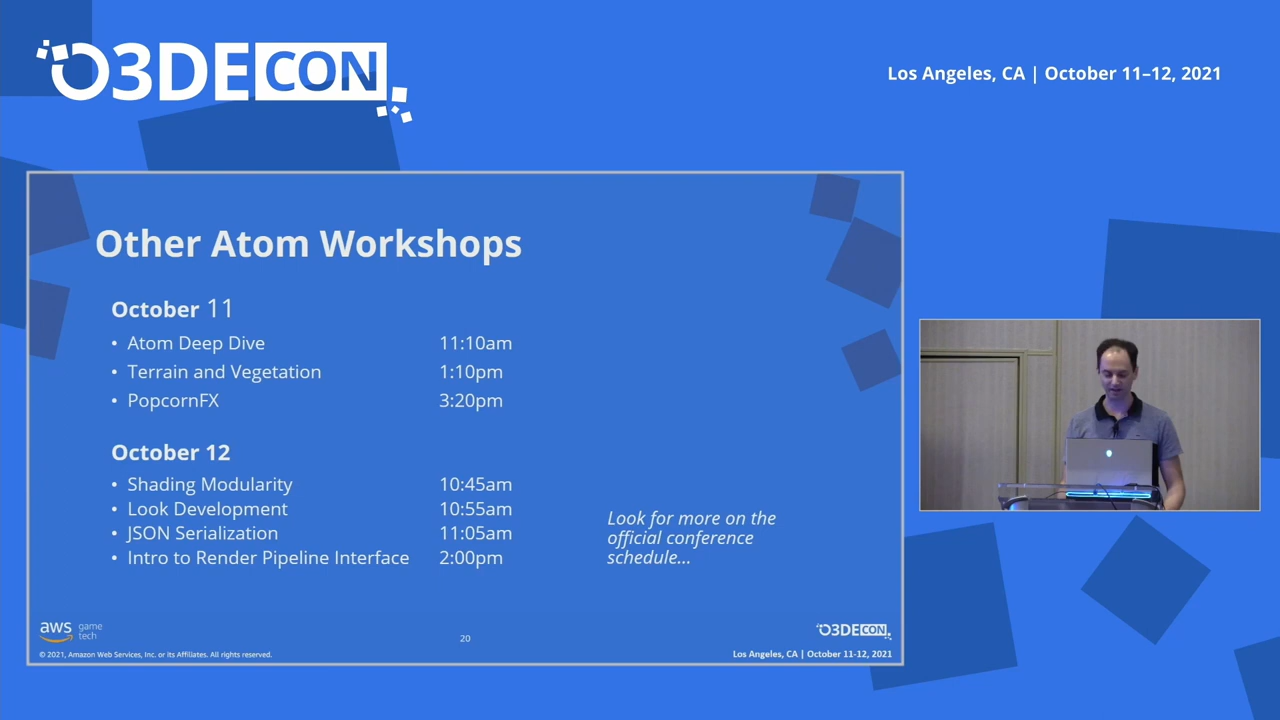 O3DECON
Los Angeles, CA | October 11–12, 2021
Other Atom Workshops
October 11
• Atom Deep Dive 11:10am
• Terrain and Vegetation 1:10pm
• PopcornFX 3:20pm
October 12
• Shading Modularity 10:45am
• Look Development 10:55am
• JSON Serialization 11:05am
• Intro to Render Pipeline Interface 2:00pm
Look for more on the
official conference
schedule...
aws game
tech
20
O3DECON
© 2021, Amazon Web Services, Inc. or its Affiliates. All rights reserved.
Los Angeles, CA | October 11-12, 2021